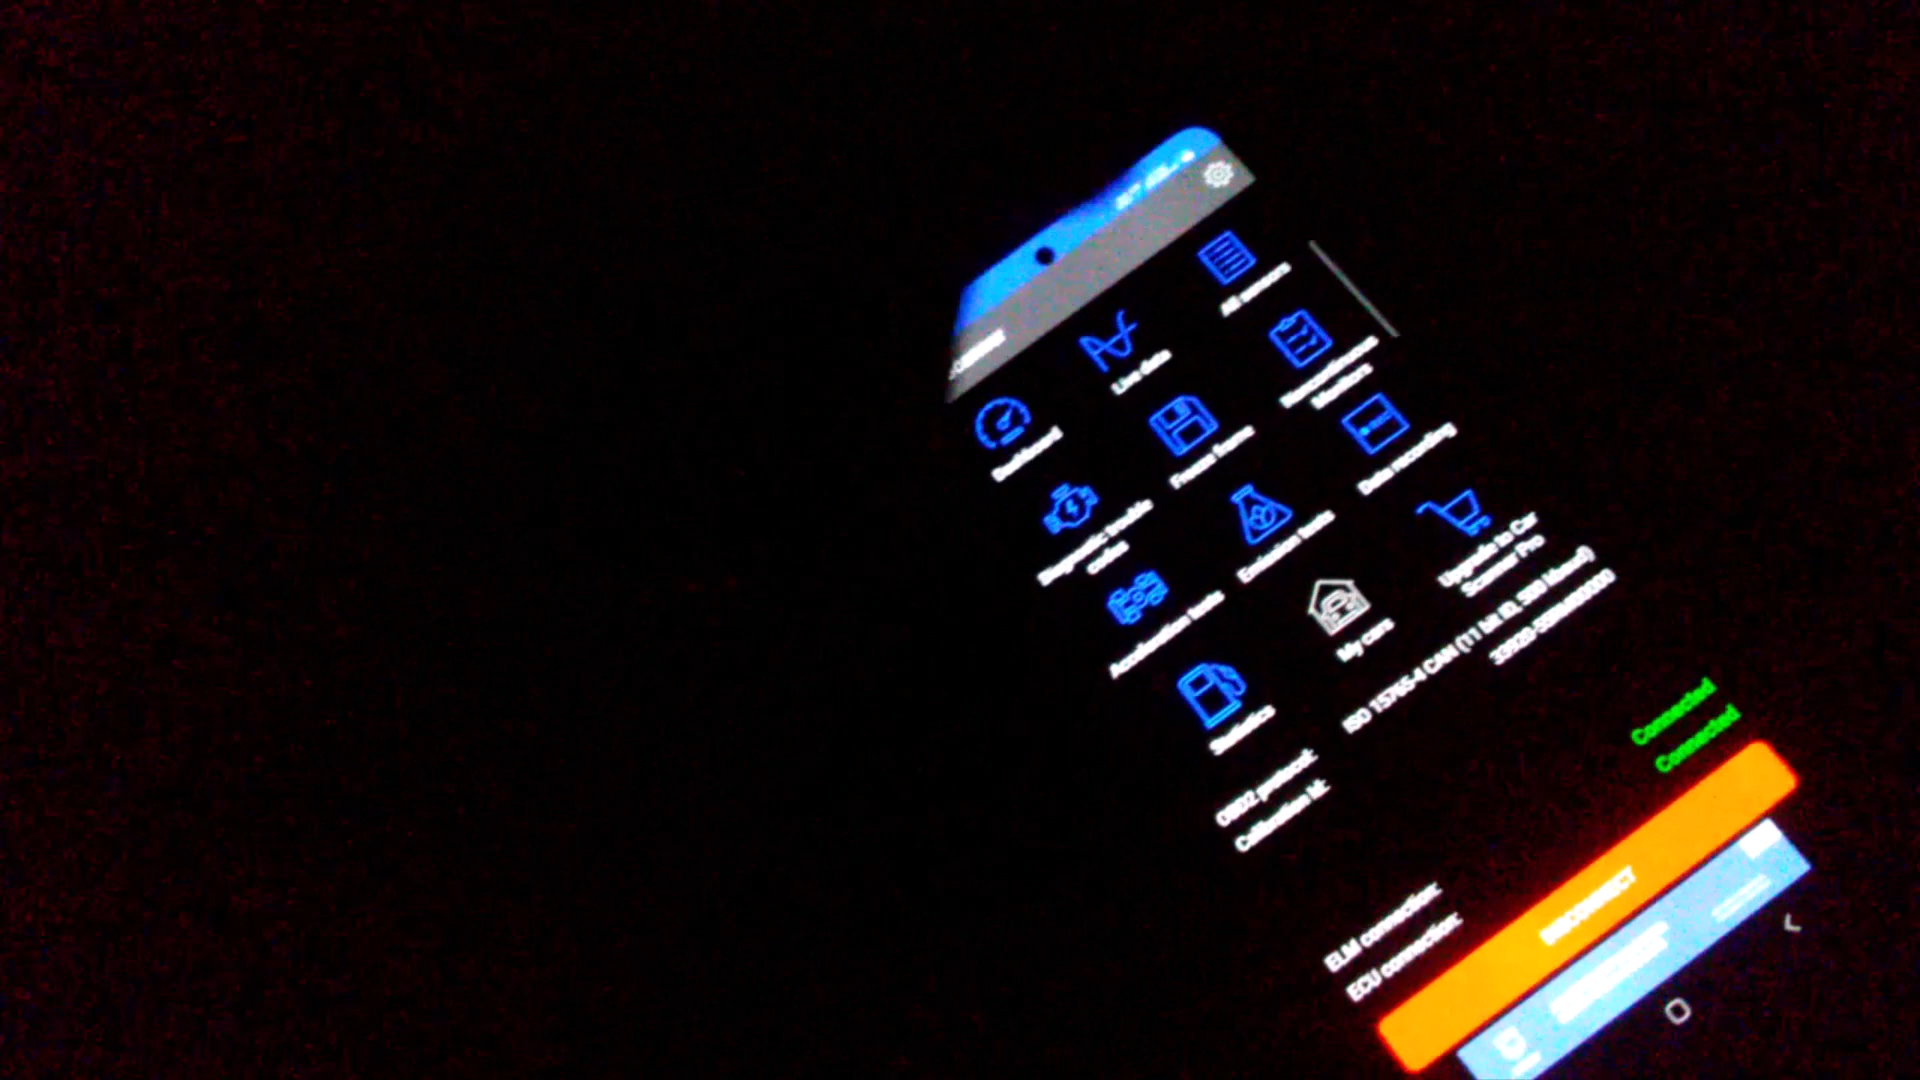 All sensors
Live data
Dashboard
Noncontinuous
Monitors
Freeze frame
Diagnostic trouble
codes
Data recording
Emission tests
Acceleration tests
Upgrade to Car
Scanner Pro
My cars
Statistics
OBD2 protocol: ISO 15765-4 CAN (11 bit ID, 500 kbaud)
Calibration Id:
ELM connection: Connected
ECU connection: Connected
DISCONNECT